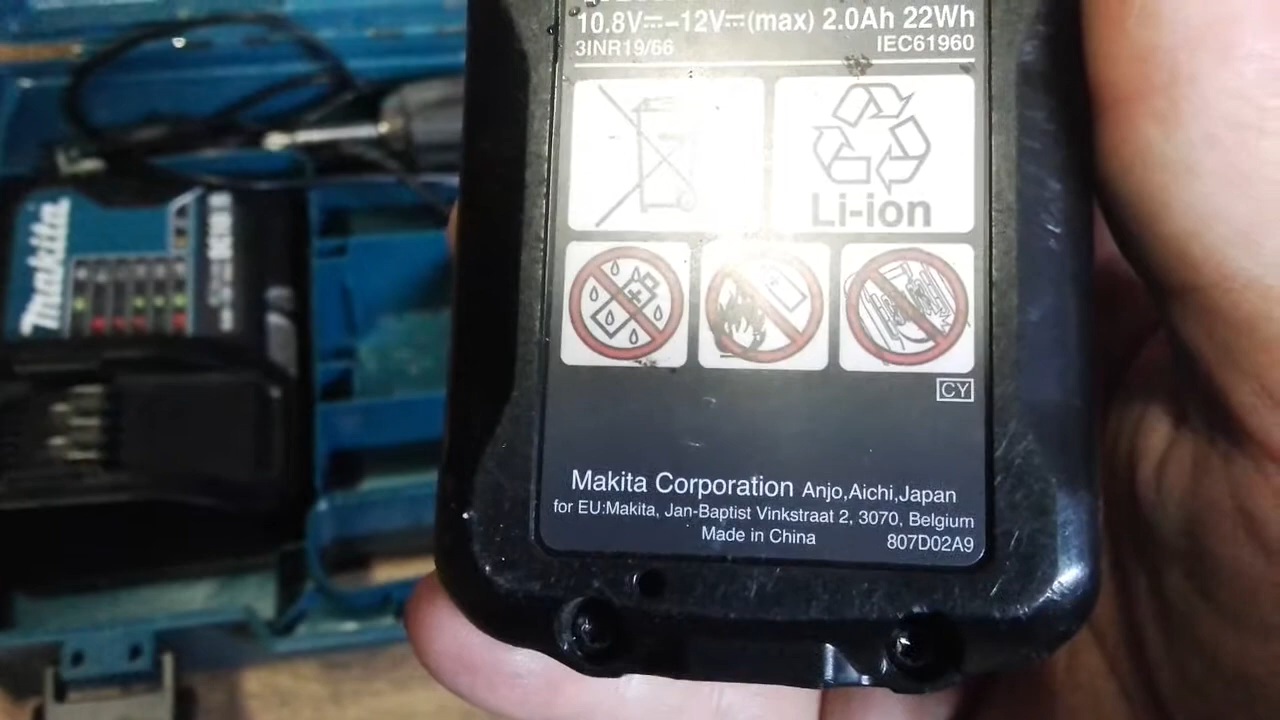 10.8V⎓–12V⎓(max) 2.0Ah 22Wh
3INR19/66
IEC61960
Li-ion
CY
Makita Corporation Anjo,Aichi,Japan
for EU:Makita, Jan-Baptist Vinkstraat 2, 3070, Belgium
Made in China
807D02A9
Makita